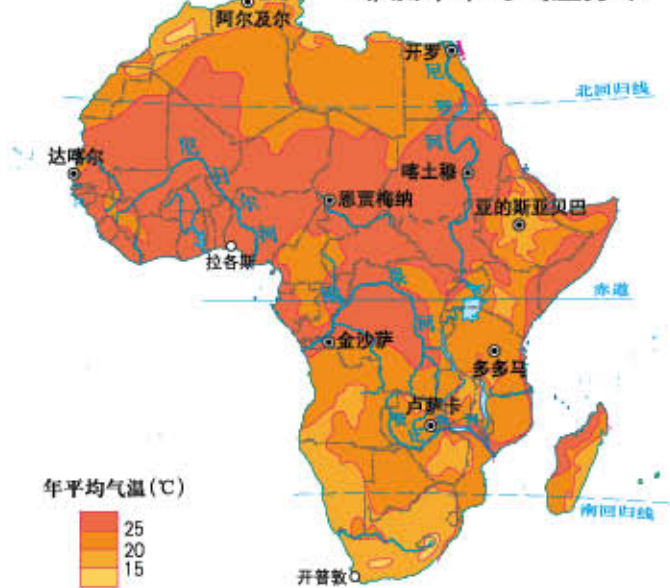 阿尔及尔
开罗
尼
罗
河
北回归线
达喀尔
尼
日
尔
河
喀土穆
恩贾梅纳
亚的斯亚贝巴
拉各斯
刚
果
河
赤道
金沙萨
多多马
卢萨卡
南回归线
年平均气温(℃)
25
20
15
开普敦